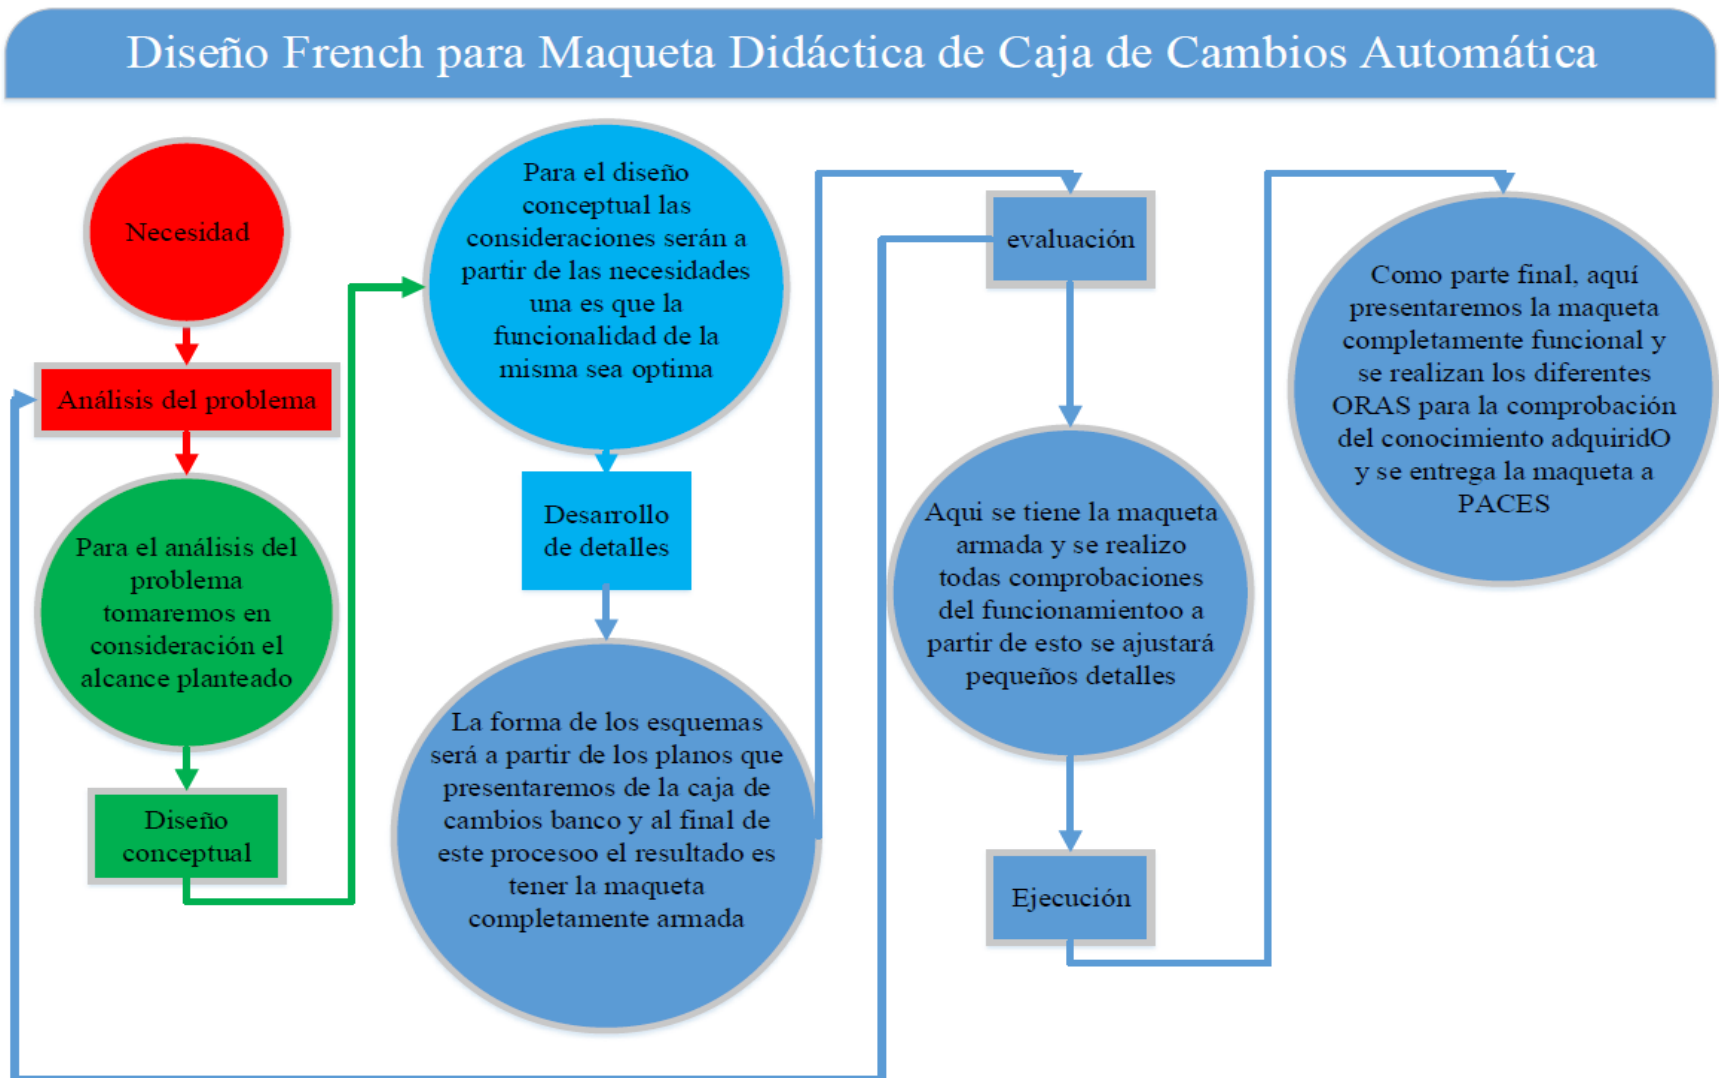 Diseño French para Maqueta Didáctica de Caja de Cambios Automática
Necesidad
Análisis del problema
Para el análisis del
problema
tomaremos en
consideración el
alcance planteado
Diseño
conceptual
Para el diseño
conceptual las
consideraciones serán a
partir de las necesidades
una es que la
funcionalidad de la
misma sea optima
Desarrollo
de detalles
La forma de los esquemas
será a partir de los planos que
presentaremos de la caja de
cambios banco y al final de
este procesoo el resultado es
tener la maqueta
completamente armada
evaluación
Aqui se tiene la maqueta
armada y se realizo
todas comprobaciones
del funcionamientoo a
partir de esto se ajustará
pequeños detalles
Ejecución
Como parte final, aquí
presentaremos la maqueta
completamente funcional y
se realizan los diferentes
ORAS para la comprobación
del conocimiento adquiridO
y se entrega la maqueta a
PACES